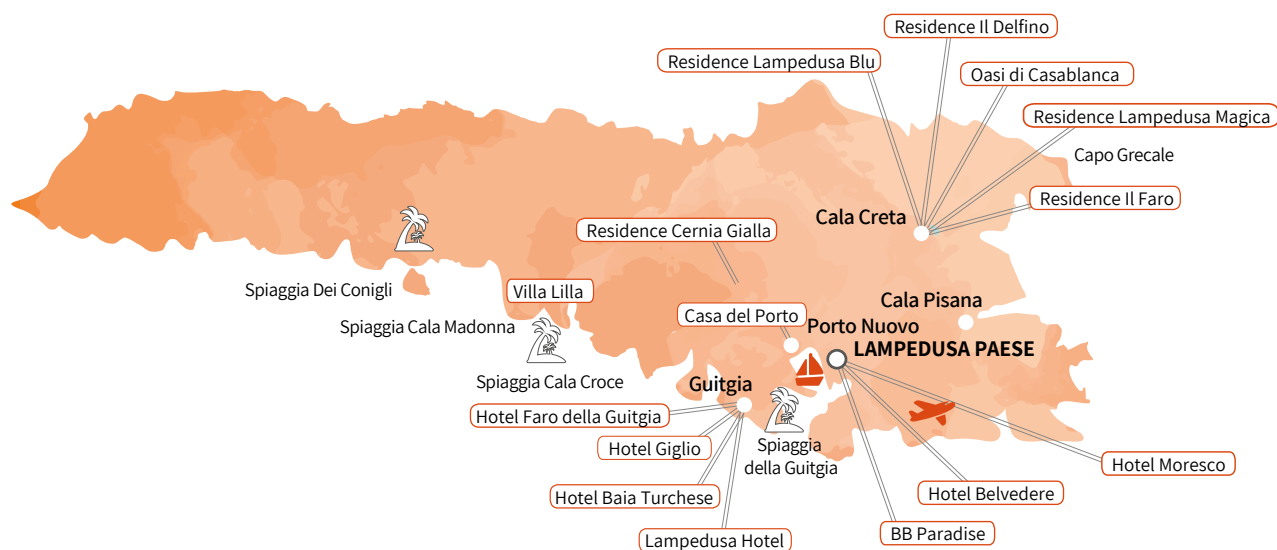 Residence Il Delfino
Residence Lampedusa Blu
Oasi di Casablanca
Residence Lampedusa Magica
Capo Grecale
Residence Il Faro
Cala Creta
Residence Cernia Gialla
Spiaggia Dei Conigli
Villa Lilla
Cala Pisana
Casa del Porto
Porto Nuovo
Spiaggia Cala Madonna
LAMPEDUSA PAESE
Spiaggia Cala Croce
Guitgia
Hotel Faro della Guitgia
Spiaggia
della Guitgia
Hotel Giglio
Hotel Moresco
Hotel Baia Turchese
Hotel Belvedere
Lampedusa Hotel
BB Paradise